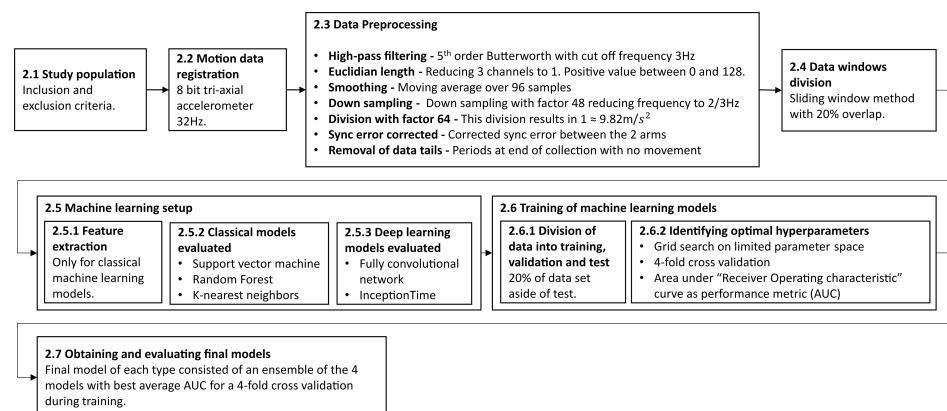 2.1 Study population
Inclusion and
exclusion criteria.
2.2 Motion data
registration
8 bit tri-axial
accelerometer
32Hz.
2.3 Data Preprocessing
• High-pass filtering - 5th order Butterworth with cut off frequency 3Hz
• Euclidian length - Reducing 3 channels to 1. Positive value between 0 and 128.
• Smoothing - Moving average over 96 samples
• Down sampling - Down sampling with factor 48 reducing frequency to 2/3Hz
• Division with factor 64 - This division results in 1 ≈ 9.82m/s²
• Sync error corrected - Corrected sync error between the 2 arms
• Removal of data tails - Periods at end of collection with no movement
2.4 Data windows
division
Sliding window method
with 20% overlap.
2.5 Machine learning setup
2.5.1 Feature
extraction
Only for classical
machine learning
models.
2.5.2 Classical models
evaluated
• Support vector machine
• Random Forest
• K-nearest neighbors
2.5.3 Deep learning
models evaluated
• Fully convolutional
network
• InceptionTime
2.6 Training of machine learning models
2.6.1 Division of
data into training,
validation and test
20% of data set
aside of test.
2.6.2 Identifying optimal hyperparameters
• Grid search on limited parameter space
• 4-fold cross validation
• Area under “Receiver Operating characteristic”
curve as performance metric (AUC)
2.7 Obtaining and evaluating final models
Final model of each type consisted of an ensemble of the 4
models with best average AUC for a 4-fold cross validation
during training.